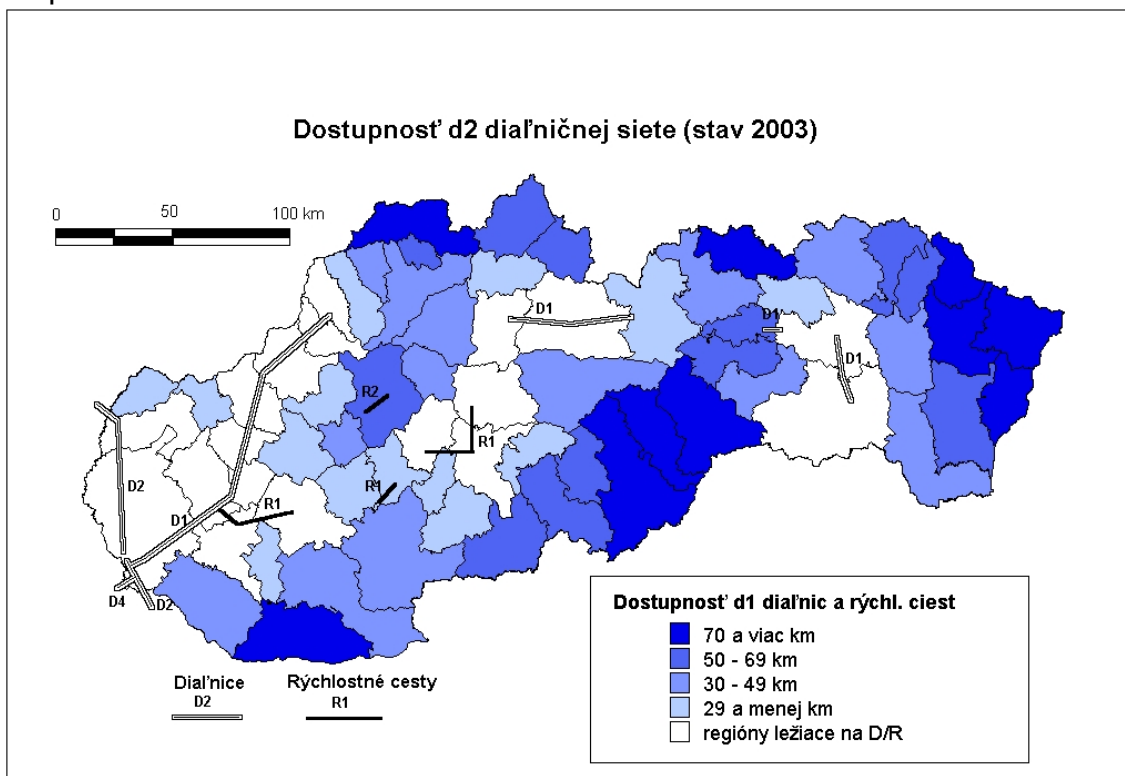 Dostupnosť d2 diaľničnej siete (stav 2003)
0 50 100 km
D1
D1
D1
R2
R1
D2
R1
D1
R1
D4
D2
Dostupnosť d1 diaľnic a rýchl. ciest
70 a viac km
50 - 69 km
30 - 49 km
29 a menej km
regióny ležiace na D/R
Diaľnice
D2
Rýchlostné cesty
R1